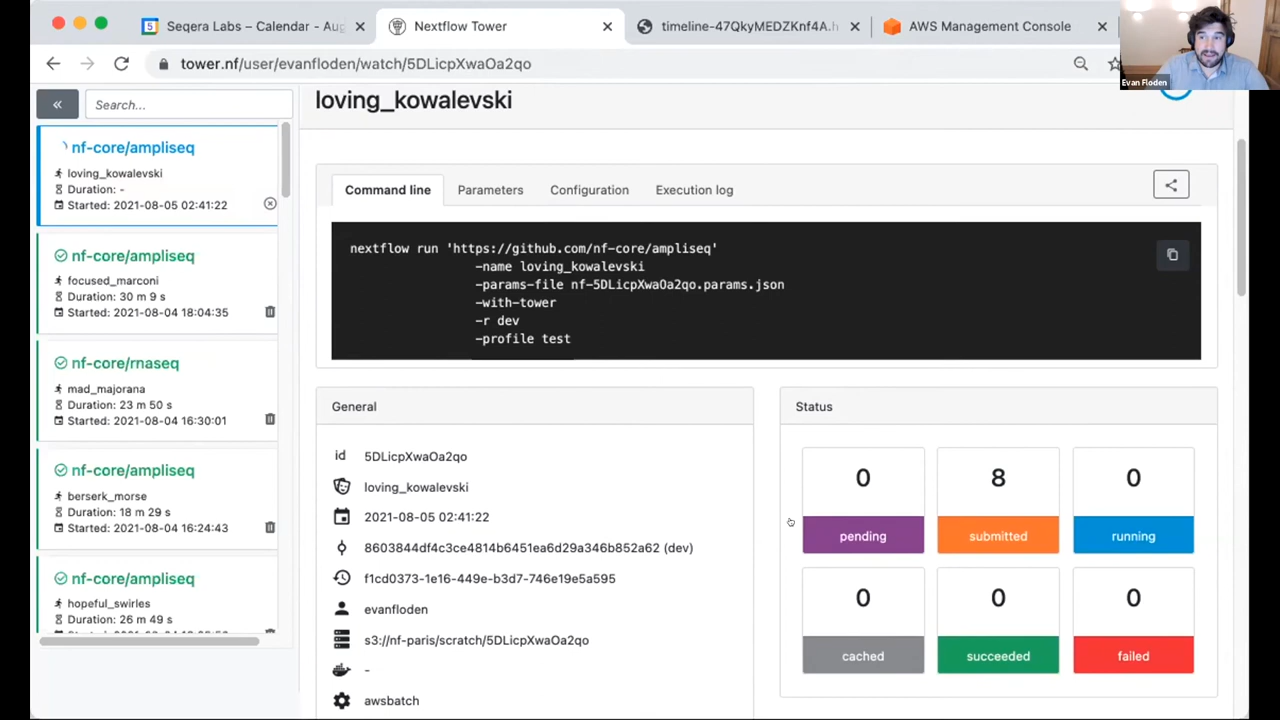 Seqera Labs – Calendar - Aug
Nextflow Tower
timeline-47QkyMEDZKnf4A.h
AWS Management Console
tower.nf/user/evanfloden/watch/5DLicpXwaOa2qo
Evan Floden
Search...
loving_kowalevski
nf-core/ampliseq
loving_kowalevski
Duration: -
Started: 2021-08-05 02:41:22
nf-core/ampliseq
focused_marconi
Duration: 30 m 9 s
Started: 2021-08-04 18:04:35
nf-core/rnaseq
mad_majorana
Duration: 23 m 50 s
Started: 2021-08-04 16:30:01
nf-core/ampliseq
berserk_morse
Duration: 18 m 29 s
Started: 2021-08-04 16:24:43
nf-core/ampliseq
hopeful_swirles
Duration: 26 m 49 s
Command line
Parameters
Configuration
Execution log
nextflow run 'https://github.com/nf-core/ampliseq'
-name loving_kowalevski
-params-file nf-5DLicpXwaOa2qo.params.json
-with-tower
-r dev
-profile test
General
id 5DLicpXwaOa2qo
loving_kowalevski
2021-08-05 02:41:22
8603844df4c3ce4814b6451ea6d29a346b852a62 (dev)
f1cd0373-1e16-449e-b3d7-746e19e5a595
evanfloden
s3://nf-paris/scratch/5DLicpXwaOa2qo
-
awsbatch
Status
0 8 0
pending submitted running
0 0 0
cached succeeded failed